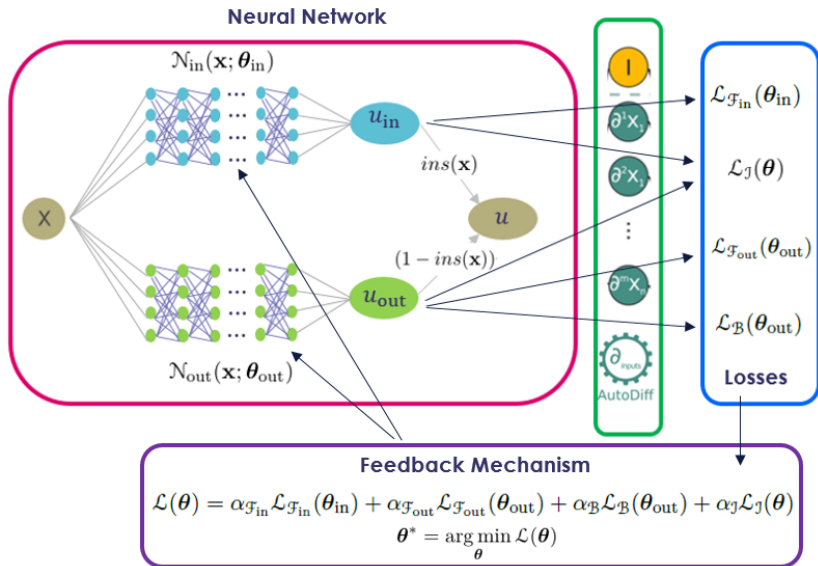 Neural Network
𝒩in(x; θin)
uin
ins(x)
X
u
(1 − ins(x))
uout
𝒩out(x; θout)
I
∂¹X₁
∂²X₁
⋮
∂ᵐXₙ
∂inputs
AutoDiff
ℒℱin(θin)
ℒℐ(θ)
ℒℱout(θout)
ℒℬ(θout)
Losses
Feedback Mechanism
ℒ(θ) = αℱin ℒℱin(θin) + αℱout ℒℱout(θout) + αℬ ℒℬ(θout) + αℐ ℒℐ(θ)
θ* = arg min ℒ(θ)
θ